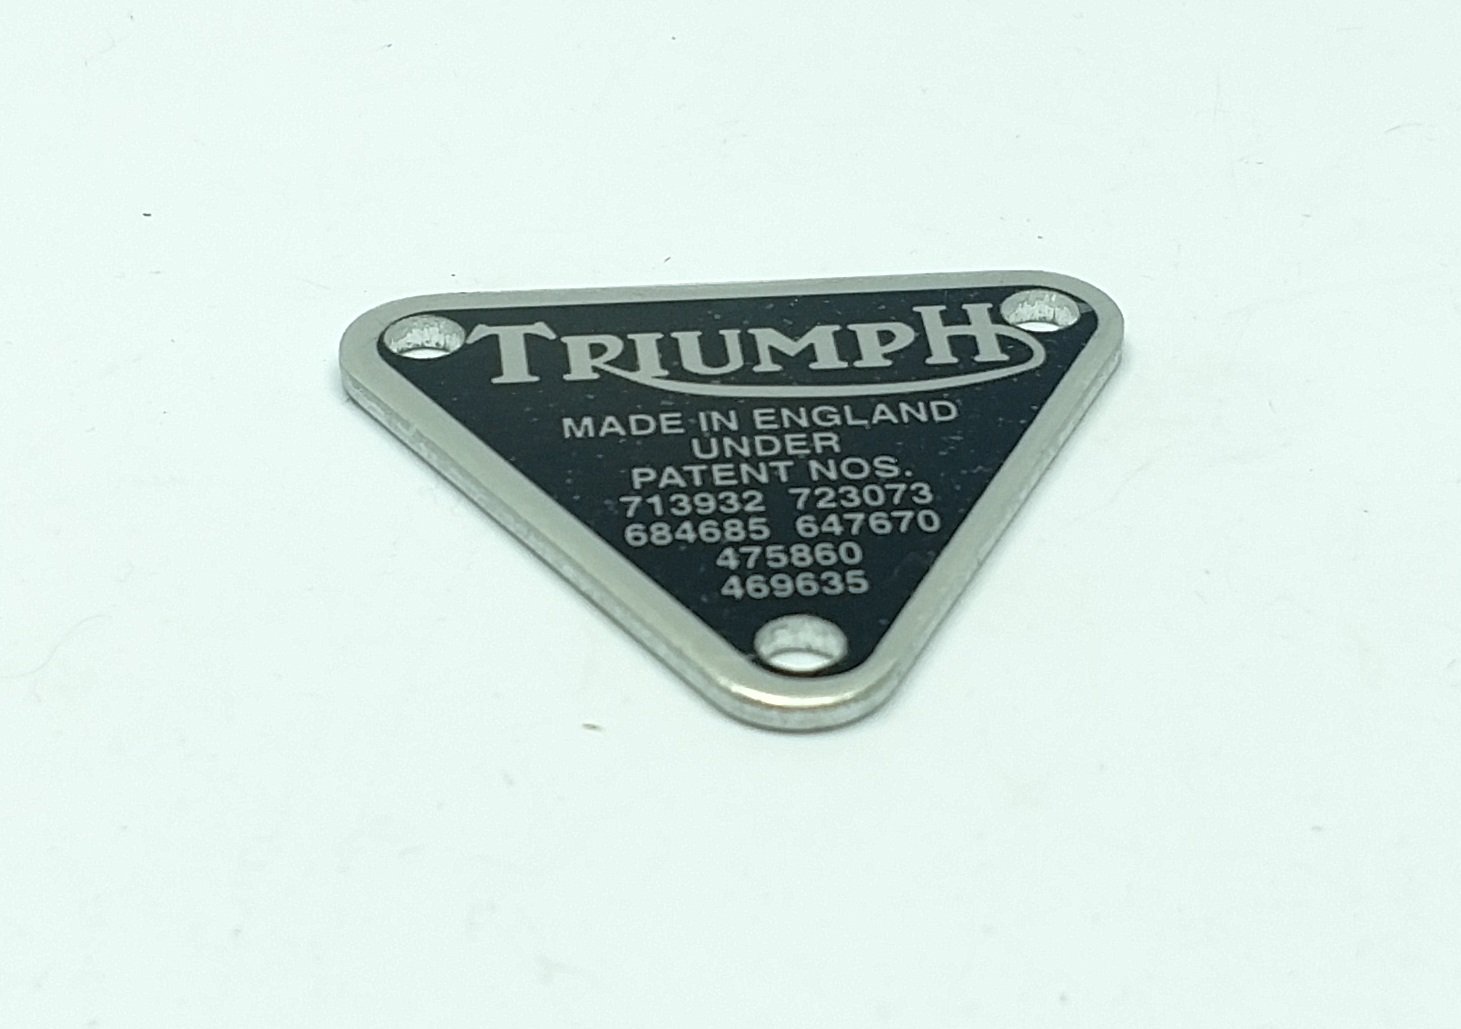 TRIUMPH
MADE IN ENGLAND
UNDER
PATENT NOS.
713932 723073
684685 647670
475860
469635